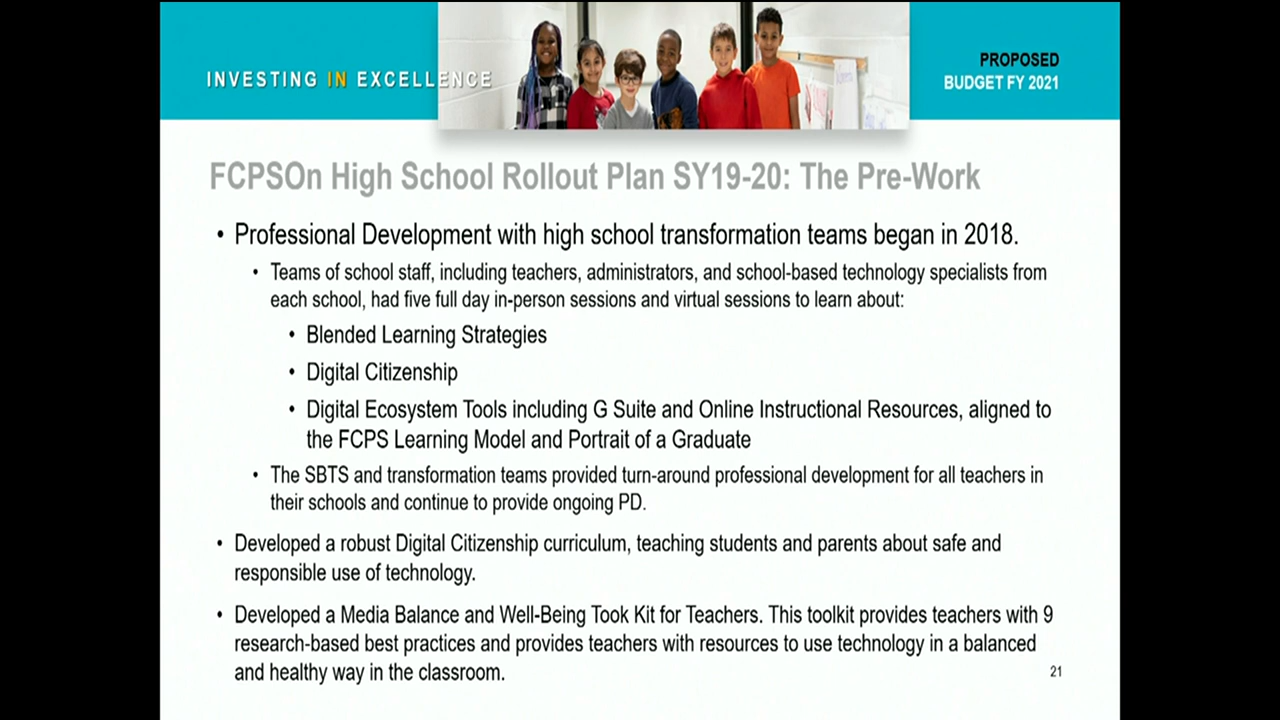 INVESTING IN EXCELLENCE
PROPOSED
BUDGET FY 2021
FCPSOn High School Rollout Plan SY19-20: The Pre-Work
• Professional Development with high school transformation teams began in 2018.
• Teams of school staff, including teachers, administrators, and school-based technology specialists from
each school, had five full day in-person sessions and virtual sessions to learn about:
• Blended Learning Strategies
• Digital Citizenship
• Digital Ecosystem Tools including G Suite and Online Instructional Resources, aligned to
the FCPS Learning Model and Portrait of a Graduate
• The SBTS and transformation teams provided turn-around professional development for all teachers in
their schools and continue to provide ongoing PD.
• Developed a robust Digital Citizenship curriculum, teaching students and parents about safe and
responsible use of technology.
• Developed a Media Balance and Well-Being Took Kit for Teachers. This toolkit provides teachers with 9
research-based best practices and provides teachers with resources to use technology in a balanced
and healthy way in the classroom.
21